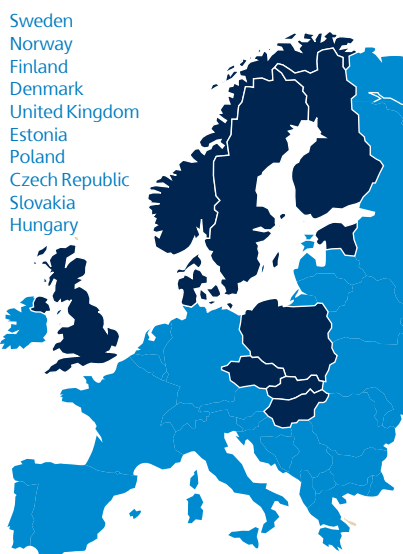 Sweden
Norway
Finland
Denmark
United Kingdom
Estonia
Poland
Czech Republic
Slovakia
Hungary